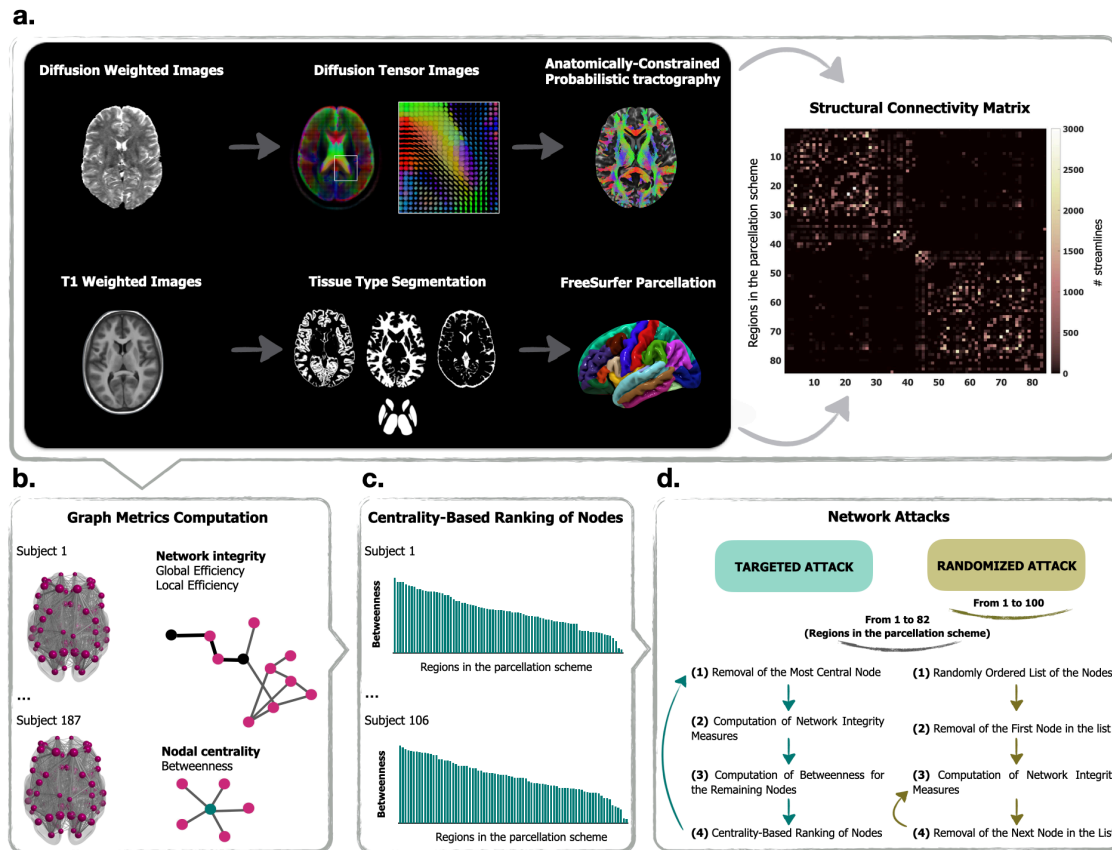 a.
Diffusion Weighted Images
Diffusion Tensor Images
Anatomically-Constrained
Probabilistic tractography
T1 Weighted Images
Tissue Type Segmentation
FreeSurfer Parcellation
Structural Connectivity Matrix
Regions in the parcellation scheme
10
20
30
40
50
60
70
80
10 20 30 40 50 60 70 80
3000
2500
2000
1500
1000
500
0
# streamlines
b.
Graph Metrics Computation
Subject 1
Network integrity
Global Efficiency
Local Efficiency
...
Subject 187
Nodal centrality
Betweenness
c.
Centrality-Based Ranking of Nodes
Subject 1
Betweenness
Regions in the parcellation scheme
...
Subject 106
Betweenness
Regions in the parcellation scheme
d.
Network Attacks
TARGETED ATTACK
RANDOMIZED ATTACK
From 1 to 82
(Regions in the parcellation scheme)
From 1 to 100
(1) Removal of the Most Central Node
(2) Computation of Network Integrity
Measures
(3) Computation of Betweenness for
the Remaining Nodes
(4) Centrality-Based Ranking of Nodes
(1) Randomly Ordered List of the Nodes
(2) Removal of the First Node in the list
(3) Computation of Network Integrity
Measures
(4) Removal of the Next Node in the List